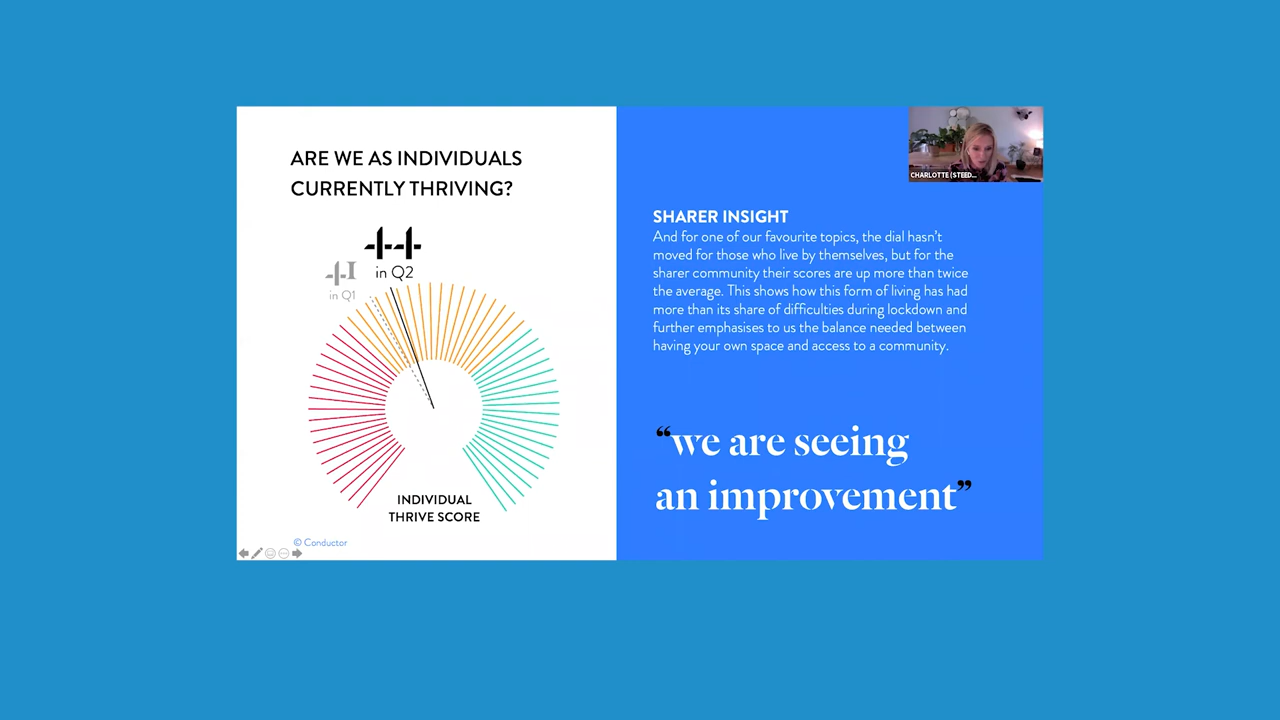 ARE WE AS INDIVIDUALS
CURRENTLY THRIVING?
44
in Q2
41
in Q1
INDIVIDUAL
THRIVE SCORE
© Conductor
CHARLOTTE (STEED...
SHARER INSIGHT
And for one of our favourite topics, the dial hasn't
moved for those who live by themselves, but for the
sharer community their scores are up more than twice
the average. This shows how this form of living has had
more than its share of difficulties during lockdown and
further emphasises to us the balance needed between
having your own space and access to a community.
“we are seeing
an improvement”